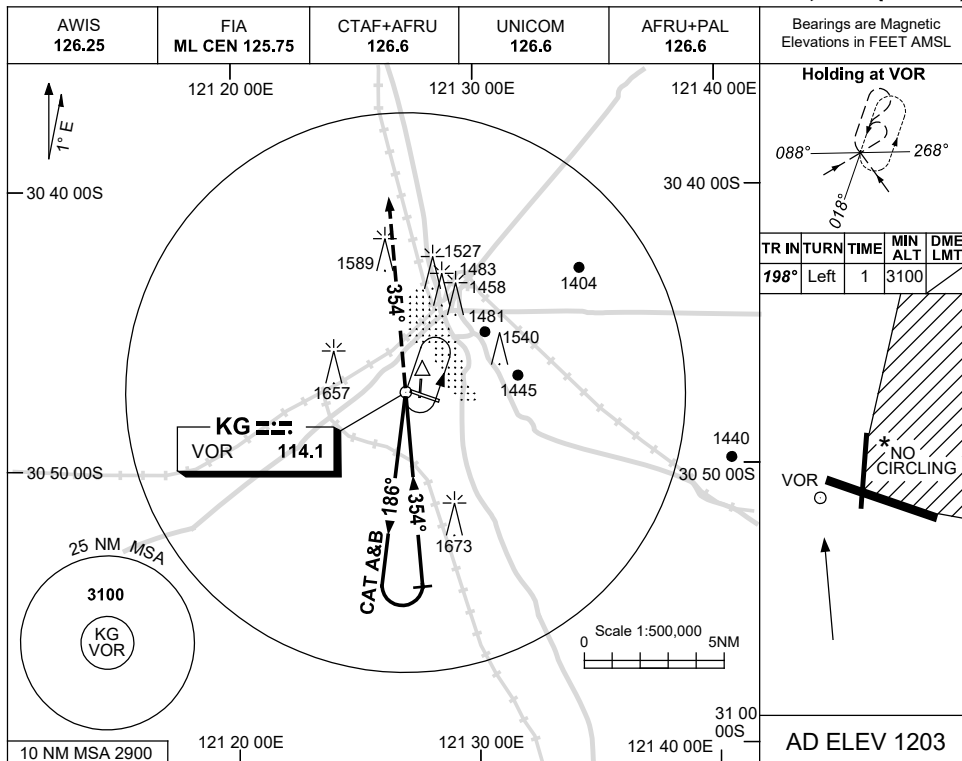 AWIS
126.25
FIA
ML CEN 125.75
CTAF+AFRU
126.6
UNICOM
126.6
AFRU+PAL
126.6
Bearings are Magnetic
Elevations in FEET AMSL
121 20 00E
121 30 00E
121 40 00E
1° E
30 40 00S
30 40 00S
Holding at VOR
088°
268°
018°
TR IN TURN TIME MIN ALT DME LMT
198° Left 1 3100
1589
1527
1483
1458
1404
354°
1481
1540
1657
1445
KG
VOR 114.1
1440
30 50 00S
30 50 00S
186°
354°
CAT A&B
1673
VOR
* NO
CIRCLING
25 NM MSA
3100
KG
VOR
Scale 1:500,000
0 5NM
31 00
00S
121 20 00E
121 30 00E
121 40 00E
10 NM MSA 2900
AD ELEV 1203